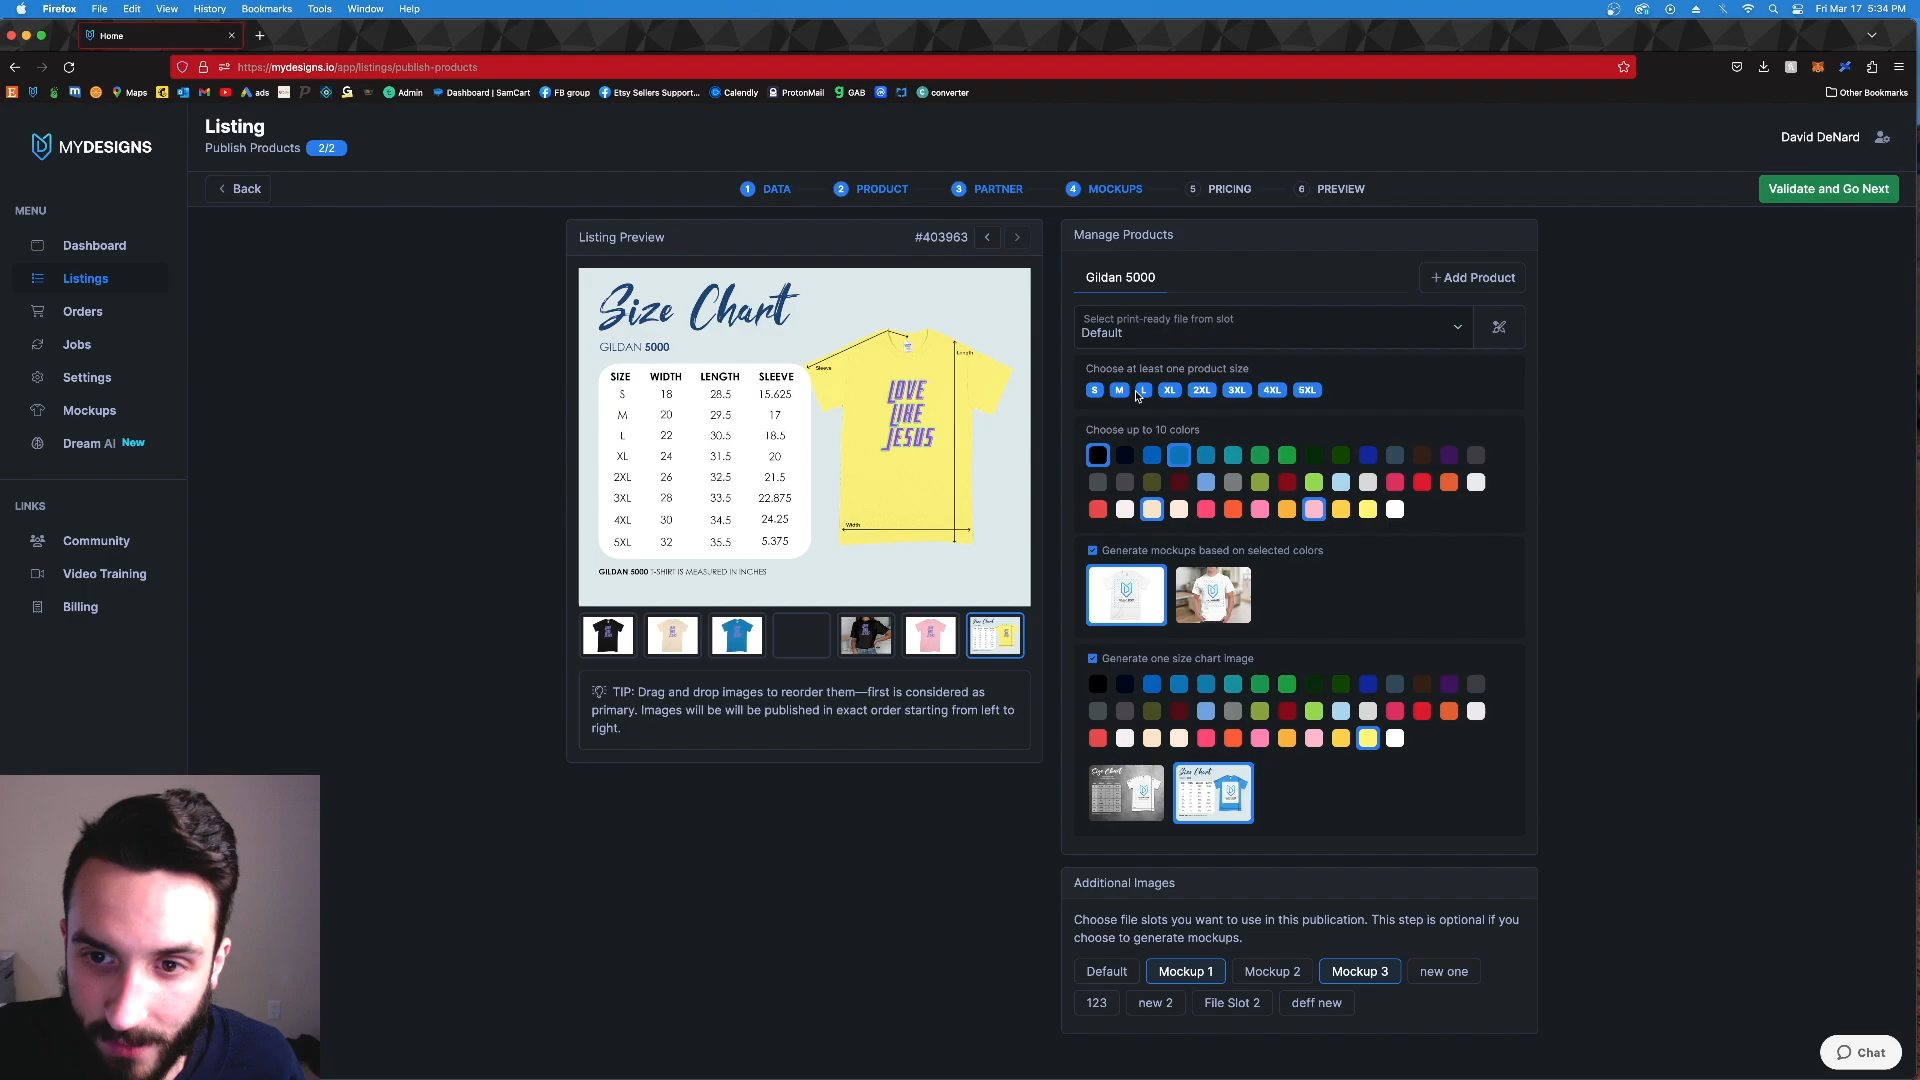 Firefox File Edit View History Bookmarks Tools Window Help Fri Mar 17 5:34 PM
Home
https://mydesigns.io/app/listings/publish-products
Maps ads Admin Dashboard | SamCart FB group Etsy Sellers Support... Calendly ProtonMail GAB converter Other Bookmarks
MYDESIGNS
Listing
Publish Products 2/2
David DeNard
Back
1 DATA 2 PRODUCT 3 PARTNER 4 MOCKUPS 5 PRICING 6 PREVIEW
Validate and Go Next
MENU
Dashboard
Listings
Orders
Jobs
Settings
Mockups
Dream AI New
LINKS
Community
Video Training
Billing
Listing Preview #403963
Size Chart
GILDAN 5000
SIZE WIDTH LENGTH SLEEVE
S 18 28.5 15.625
M 20 29.5 17
L 22 30.5 18.5
XL 24 31.5 20
2XL 26 32.5 21.5
3XL 28 33.5 22.875
4XL 30 34.5 24.25
5XL 32 35.5 5.375
GILDAN 5000 T-SHIRT IS MEASURED IN INCHES
Sleeve
Length
Width
LOVE
LIKE
JESUS
TIP: Drag and drop images to reorder them—first is considered as
primary. Images will be will be published in exact order starting from left to
right.
Manage Products
Gildan 5000
+ Add Product
Select print-ready file from slot
Default
Choose at least one product size
S M L XL 2XL 3XL 4XL 5XL
Choose up to 10 colors
Generate mockups based on selected colors
Generate one size chart image
Size Chart
Size Chart
Additional Images
Choose file slots you want to use in this publication. This step is optional if you
choose to generate mockups.
Default Mockup 1 Mockup 2 Mockup 3 new one
123 new 2 File Slot 2 deff new
Chat